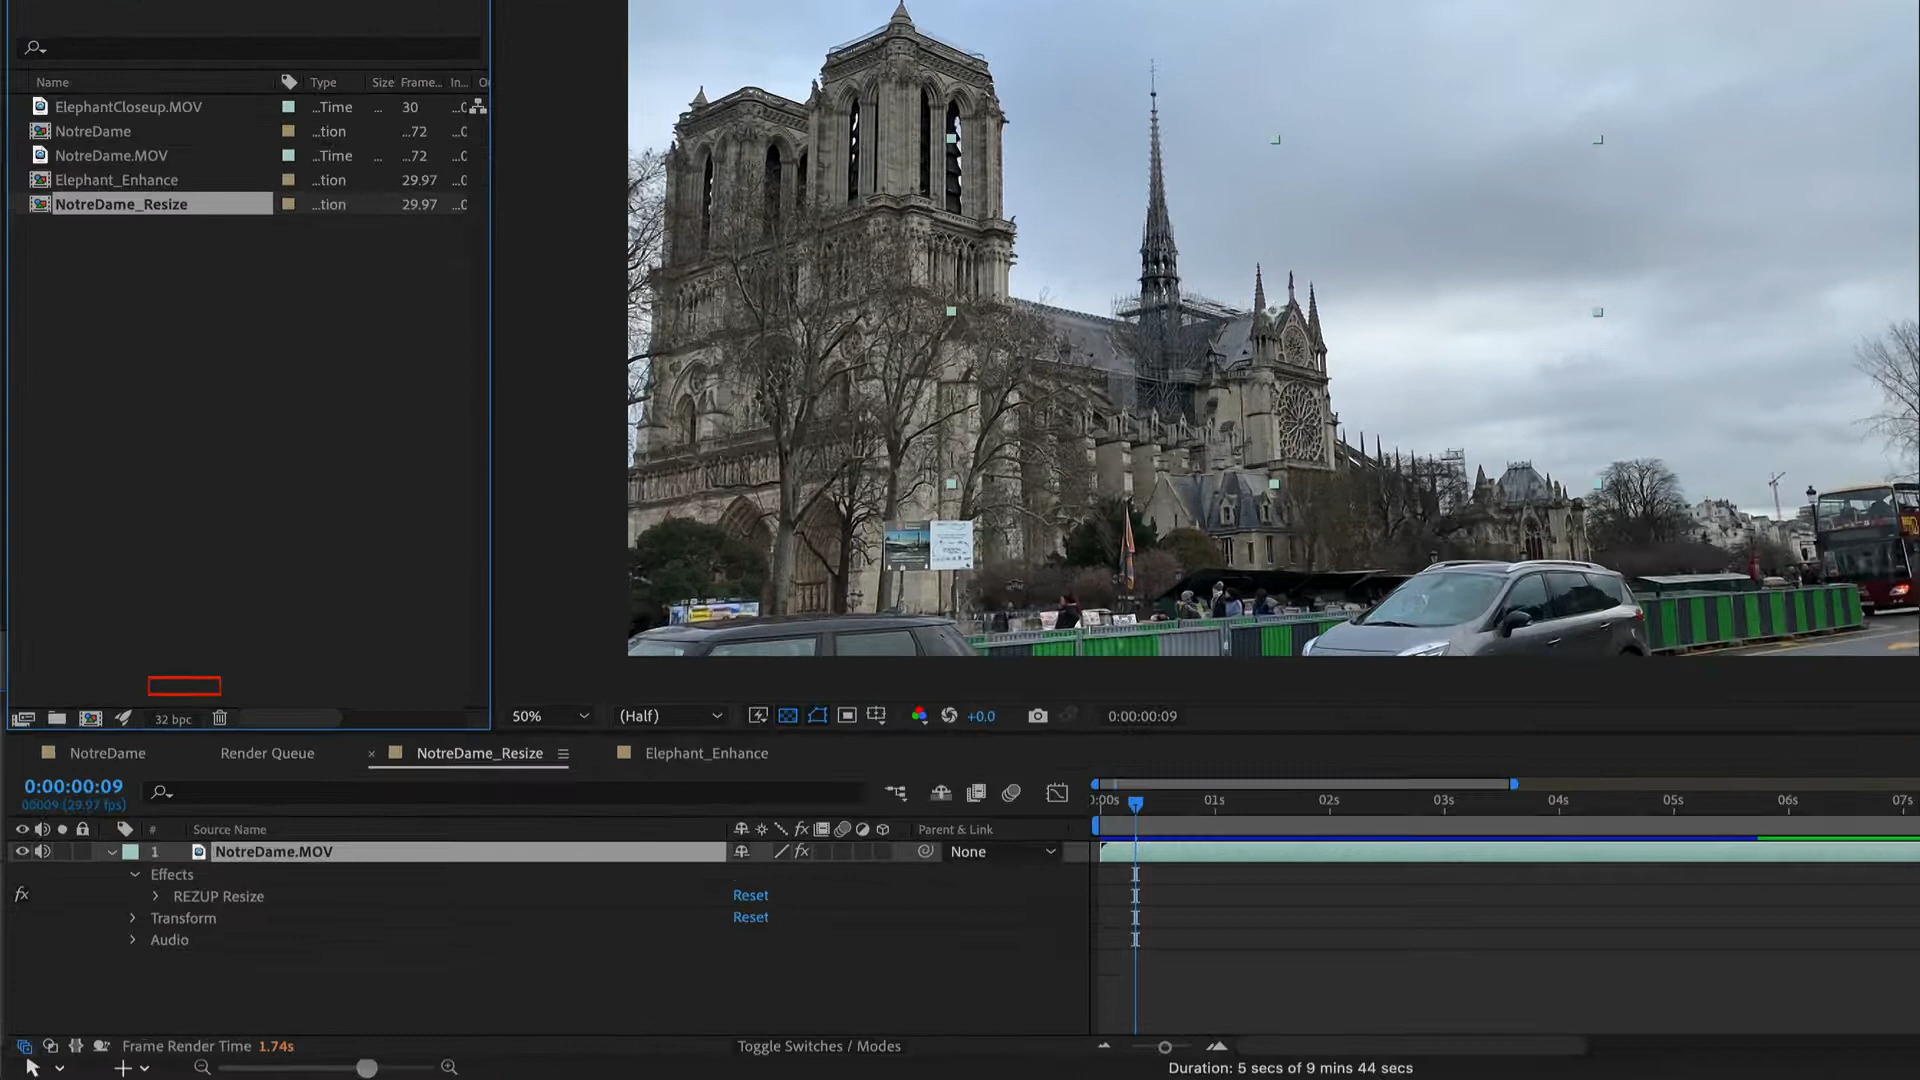 Name Type Size Frame... In...
ElephantCloseup.MOV ...Time ... 30
NotreDame ...tion ...72
NotreDame.MOV ...Time ... ...72
Elephant_Enhance ...tion 29.97
NotreDame_Resize ...tion 29.97
32 bpc
50% (Half) +0.0 0:00:00:09
NotreDame Render Queue × NotreDame_Resize Elephant_Enhance
0:00:00:09
00009 (29.97 fps)
0:00s 01s 02s 03s 04s 05s 06s 07s
# Source Name fx Parent & Link
1 NotreDame.MOV fx None
Effects
fx REZUP Resize Reset
Transform Reset
Audio
Frame Render Time 1.74s Toggle Switches / Modes
Duration: 5 secs of 9 mins 44 secs